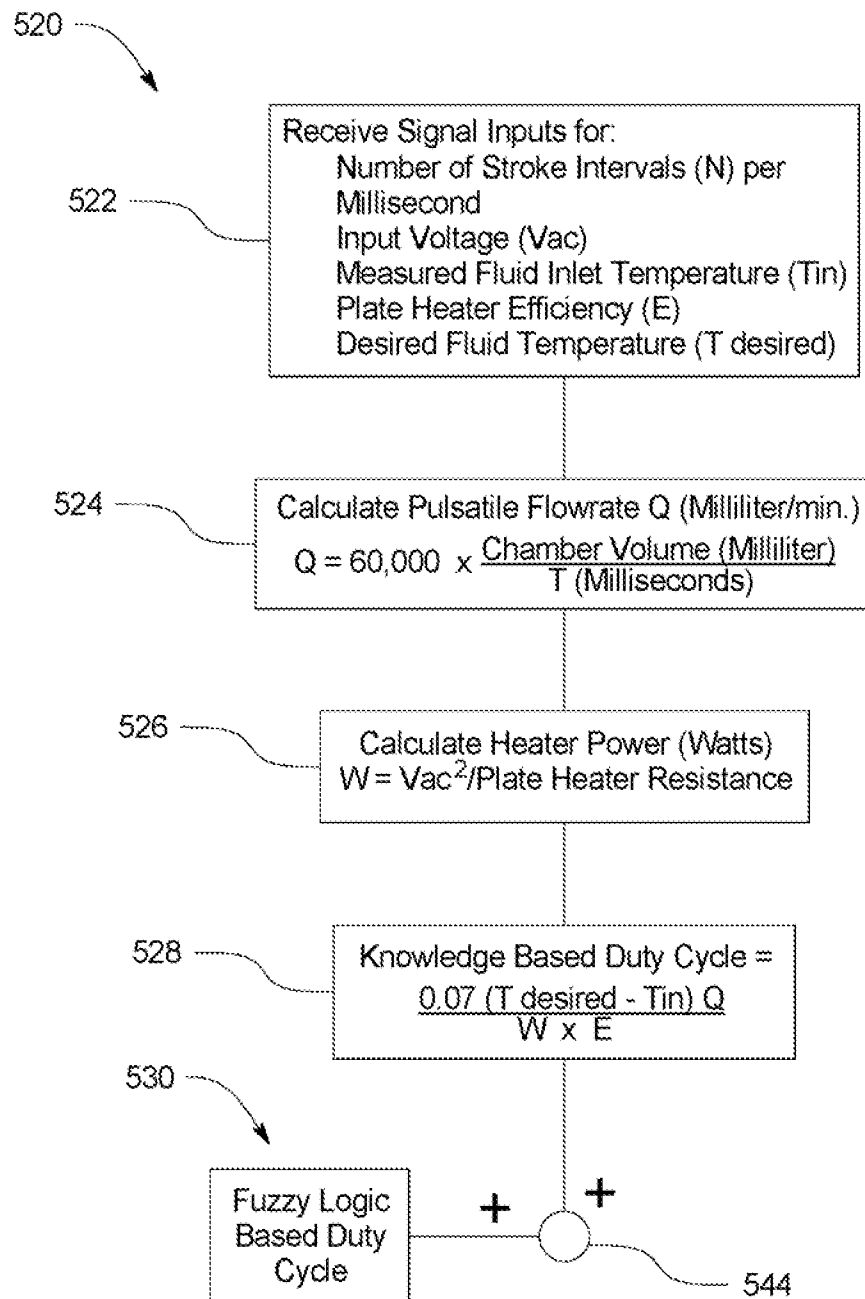 520
Receive Signal Inputs for:
Number of Stroke Intervals (N) per
Millisecond
Input Voltage (Vac)
Measured Fluid Inlet Temperature (Tin)
Plate Heater Efficiency (E)
Desired Fluid Temperature (T desired)
522
Calculate Pulsatile Flowrate Q (Milliliter/min.)
Q = 60,000 x Chamber Volume (Milliliter)
T (Milliseconds)
524
Calculate Heater Power (Watts)
W = Vac²/Plate Heater Resistance
526
Knowledge Based Duty Cycle =
0.07 (T desired - Tin) Q
W x E
528
530
Fuzzy Logic
Based Duty
Cycle
+
+
544